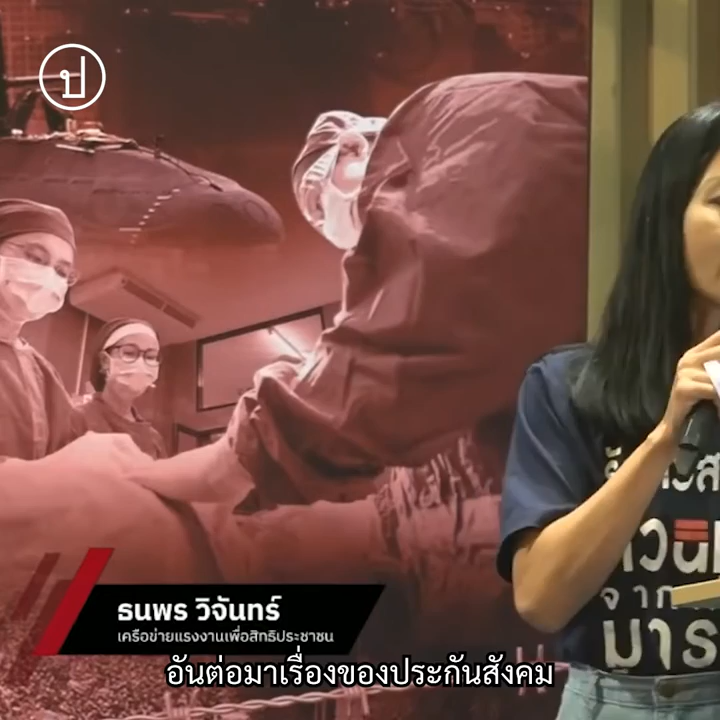 ป
ธนพร วิจันทร์
เครือข่ายแรงงานเพื่อสิทธิประชาชน
อันต่อมาเรื่องของประกันสังคม
จาก
มาร